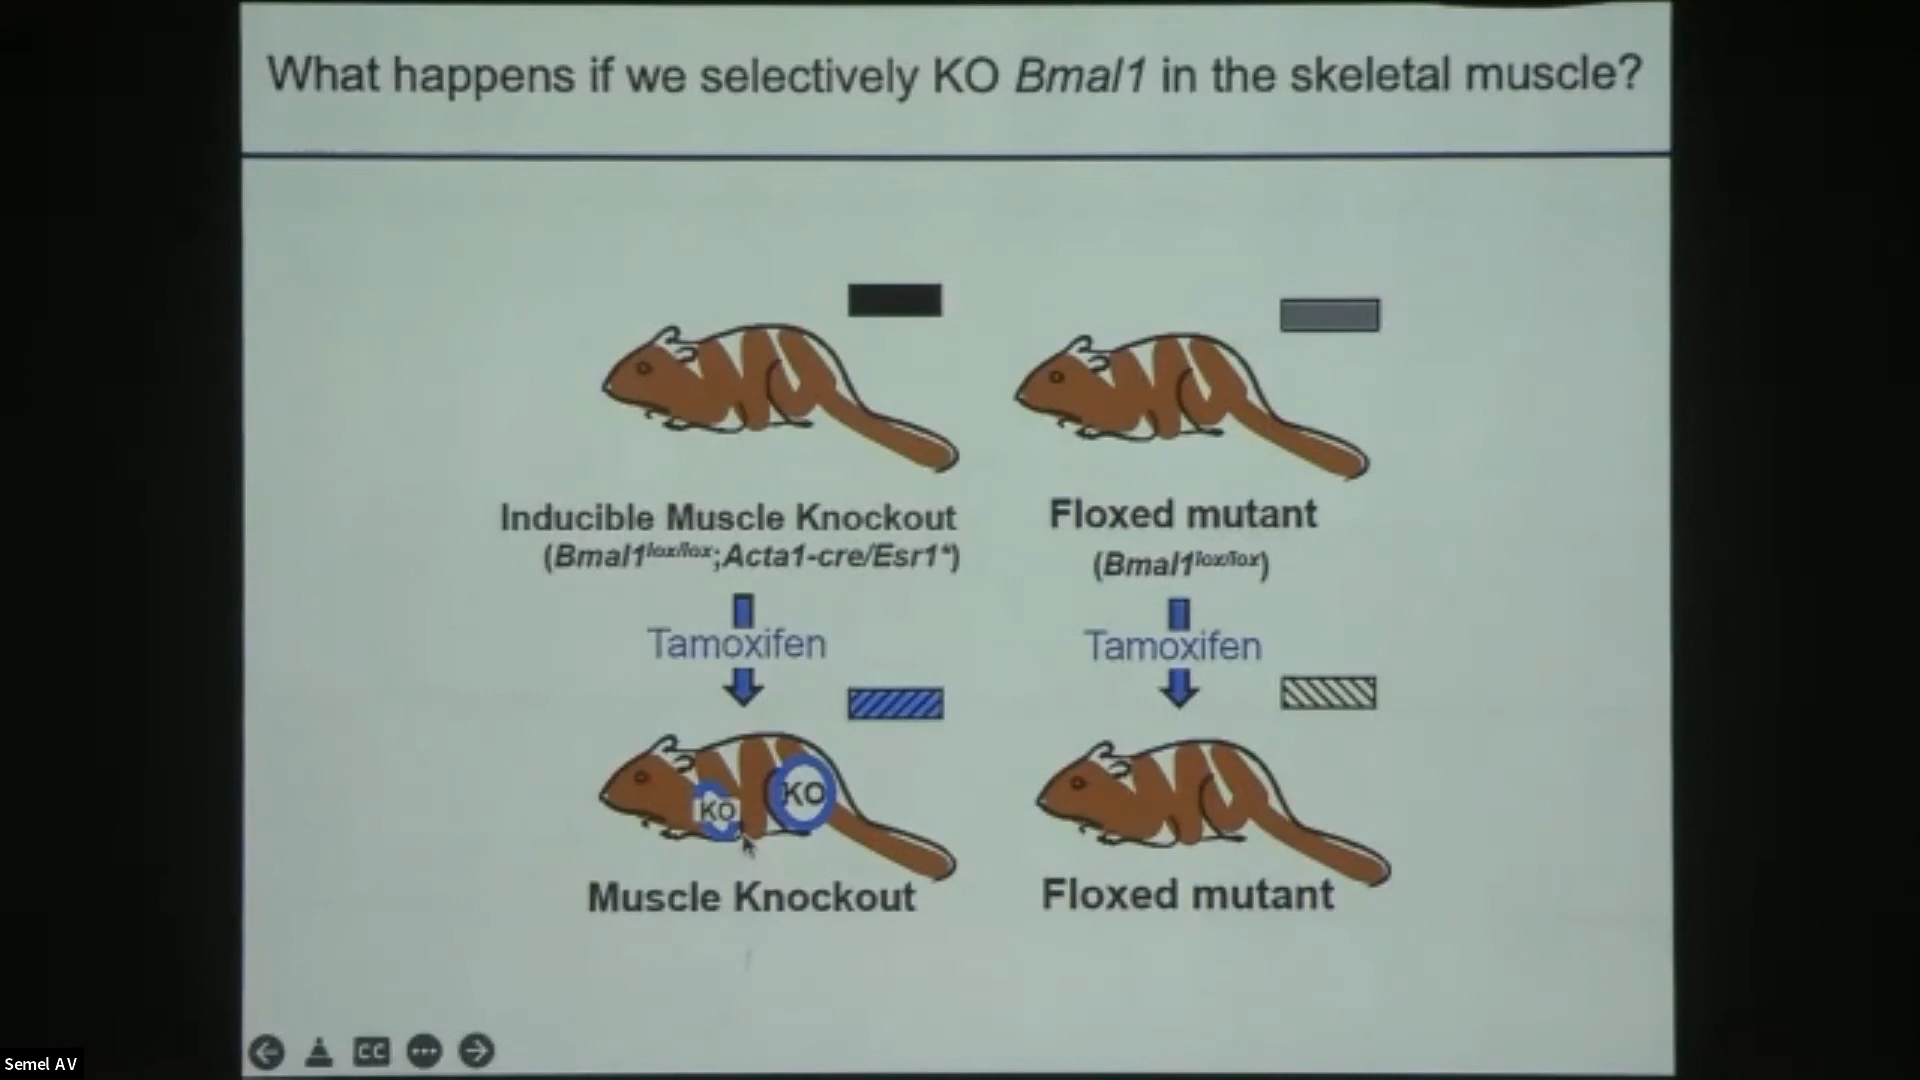 What happens if we selectively KO Bmal1 in the skeletal muscle?
Inducible Muscle Knockout
(Bmal1lox/lox;Acta1-cre/Esr1*)
Floxed mutant
(Bmal1lox/lox)
Tamoxifen
Tamoxifen
KO
KO
Muscle Knockout
Floxed mutant
CC
Semel AV